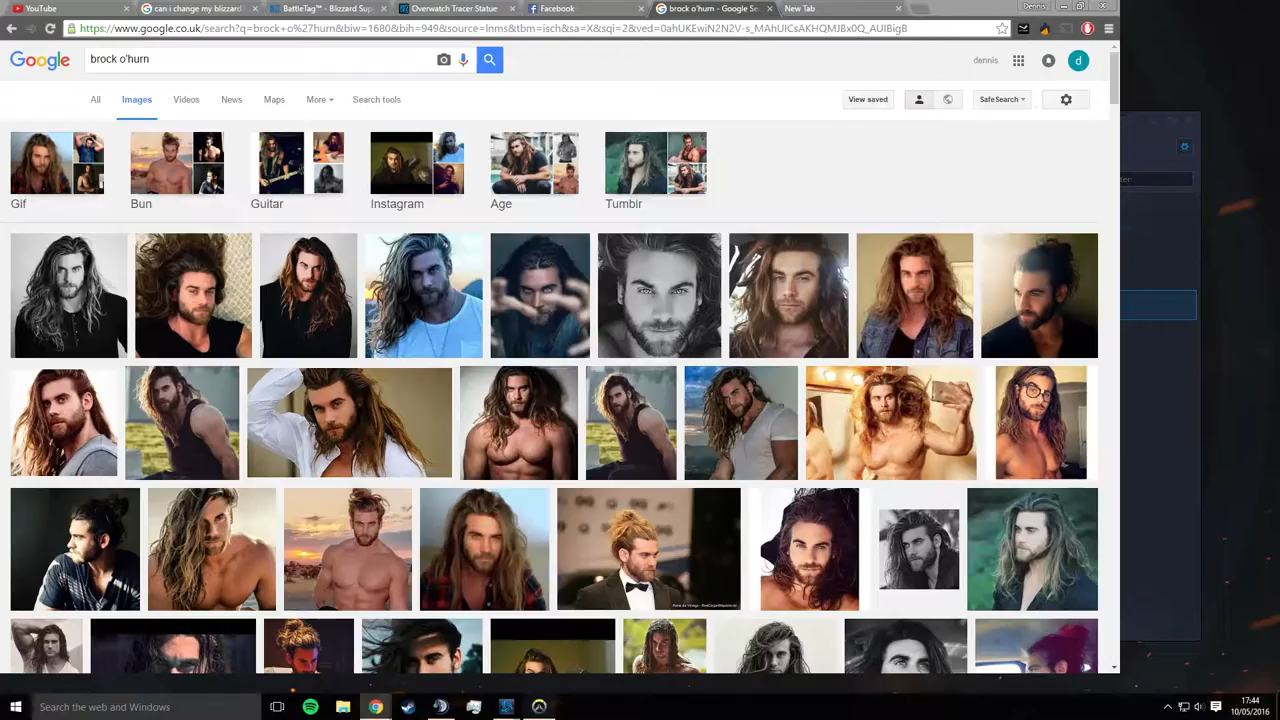 YouTube
can i change my blizzard
BattleTag™ - Blizzard Sup
Overwatch Tracer Statue
Facebook
brock o'hurn - Google Se
New Tab
Dennis
https://www.google.co.uk/search?q=brock+o%27hurn&biw=1680&bih=949&source=lnms&tbm=isch&sa=X&sqi=2&ved=0ahUKEwiN2N2V-s_MAhUICsAKHQMJBx0Q_AUIBigB
Google
brock o'hurn
dennis
d
All
Images
Videos
News
Maps
More
Search tools
View saved
SafeSearch
Gif
Bun
Guitar
Instagram
Age
Tumblr
Search the web and Windows
17:44
10/05/2016